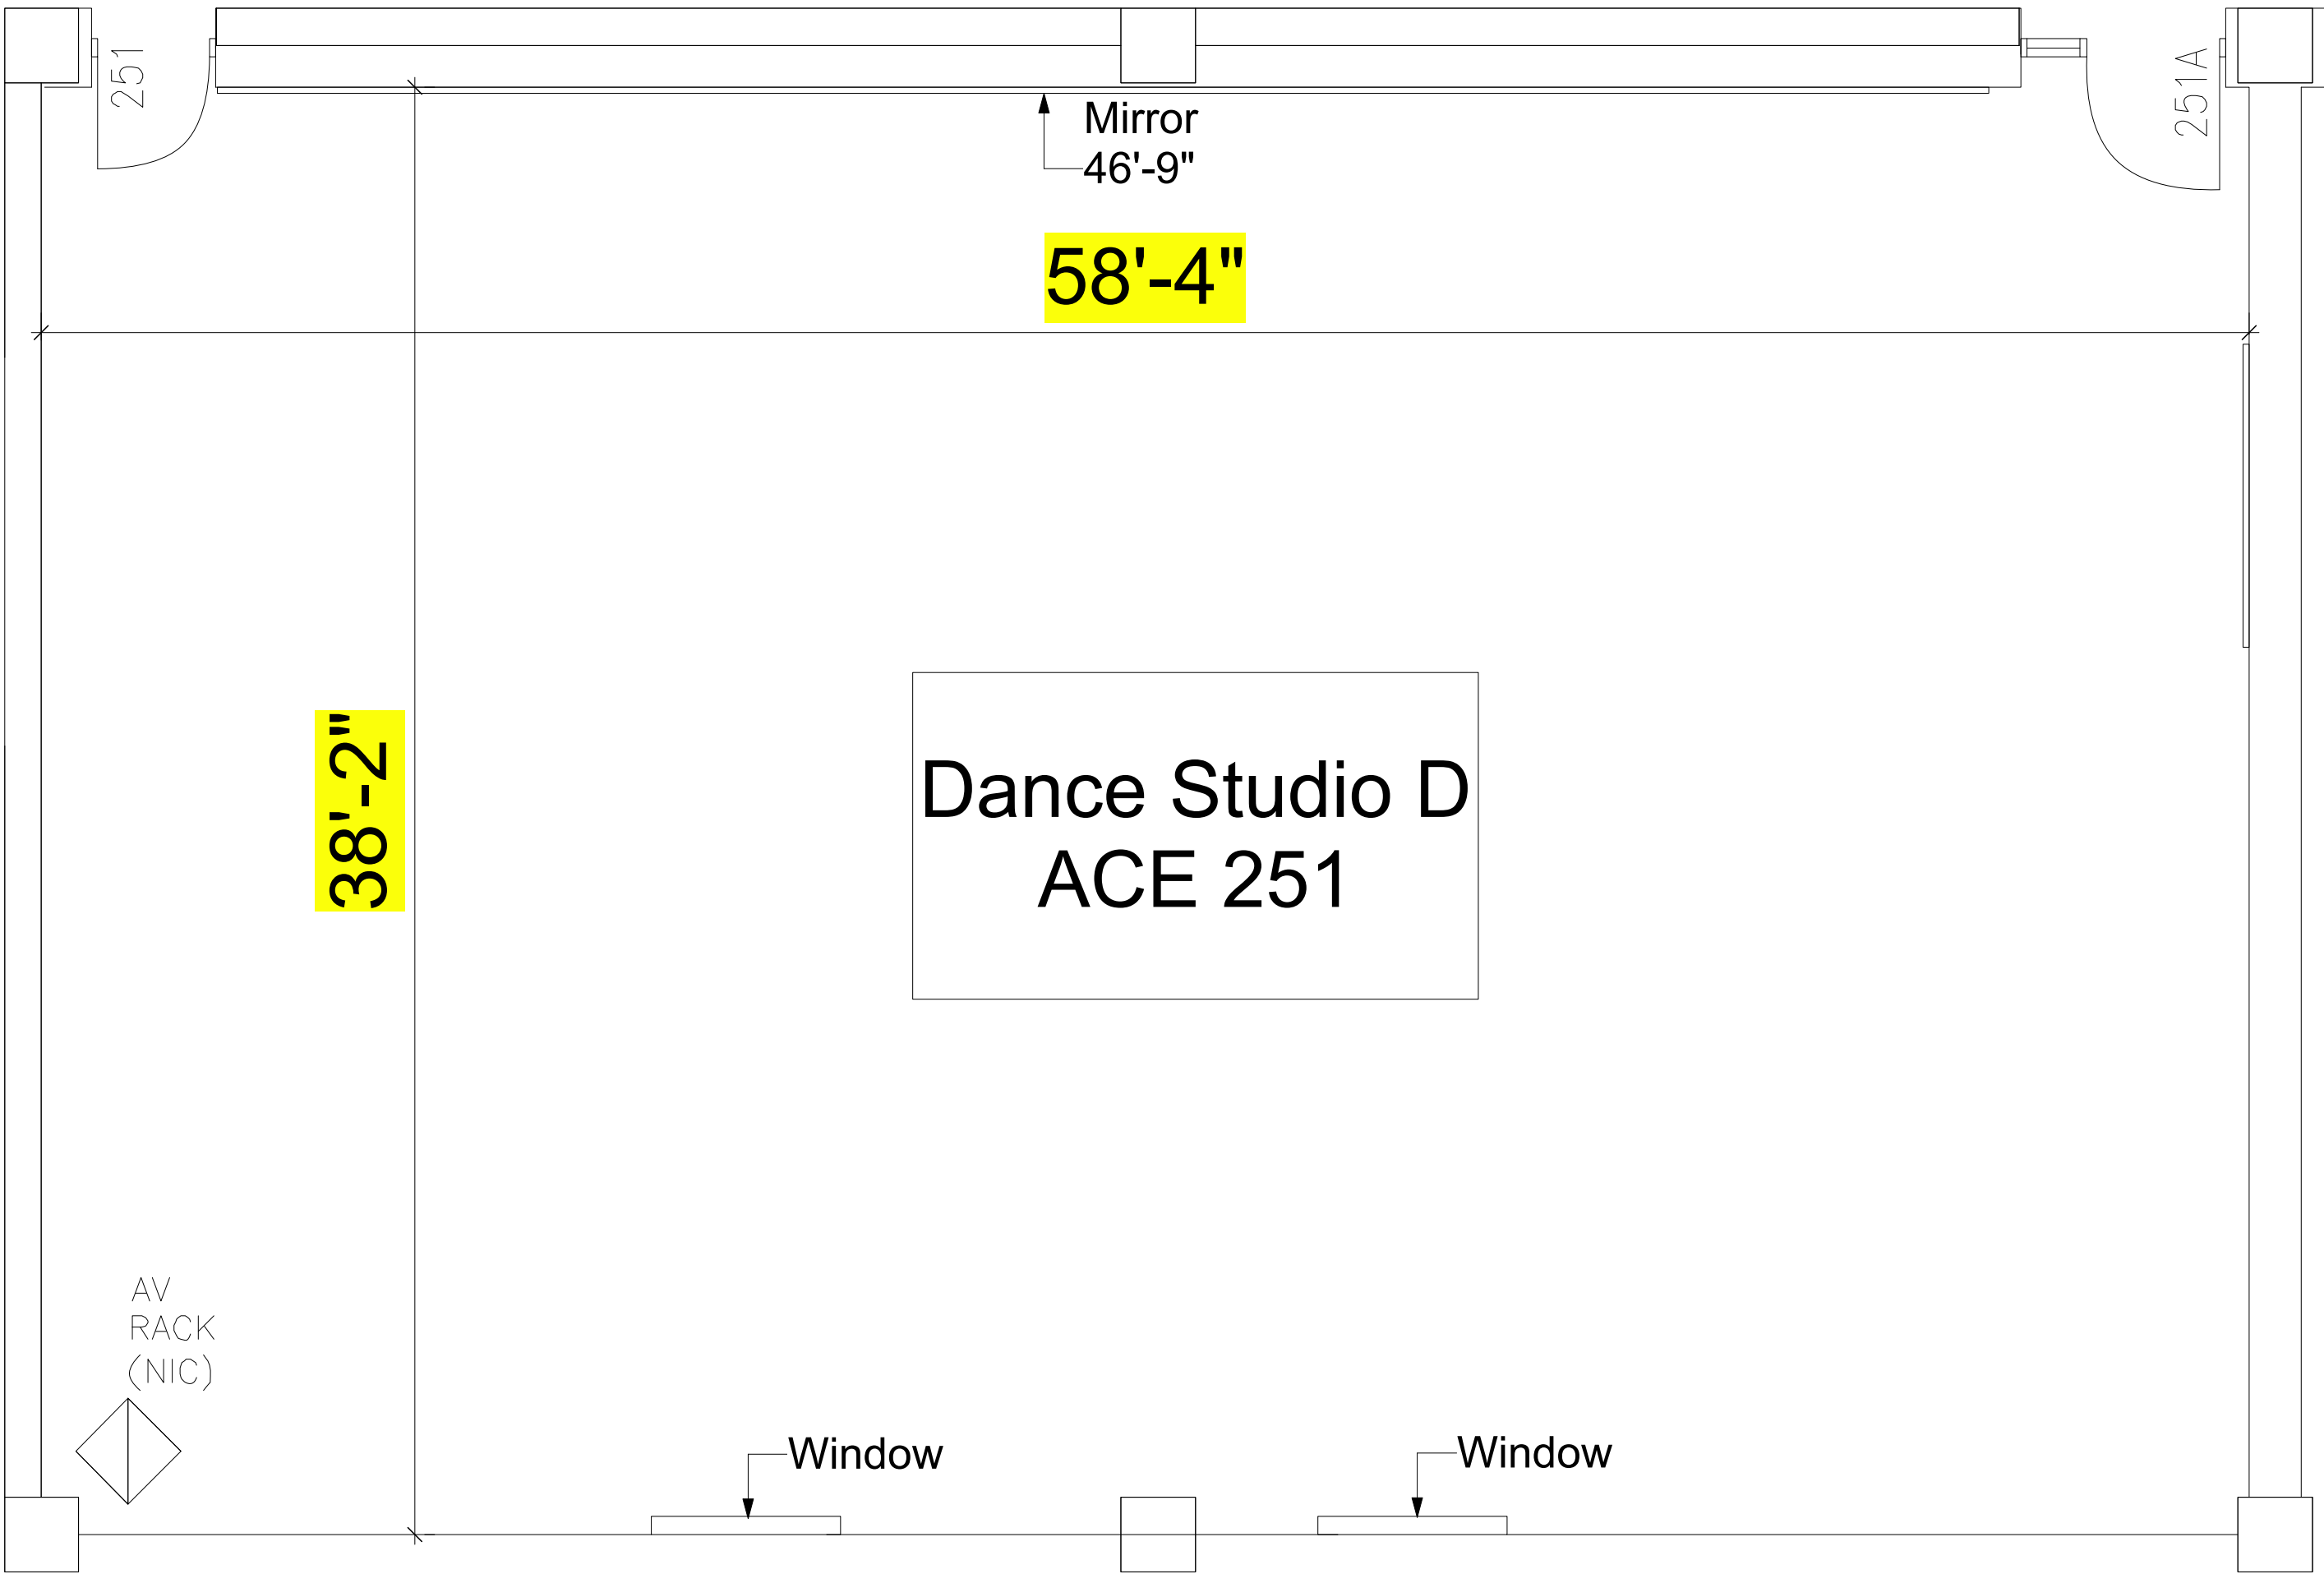 251
251A
Mirror
46'-9"
58'-4"
38'-2"
Dance Studio D
ACE 251
AV
RACK
(NIC)
Window
Window